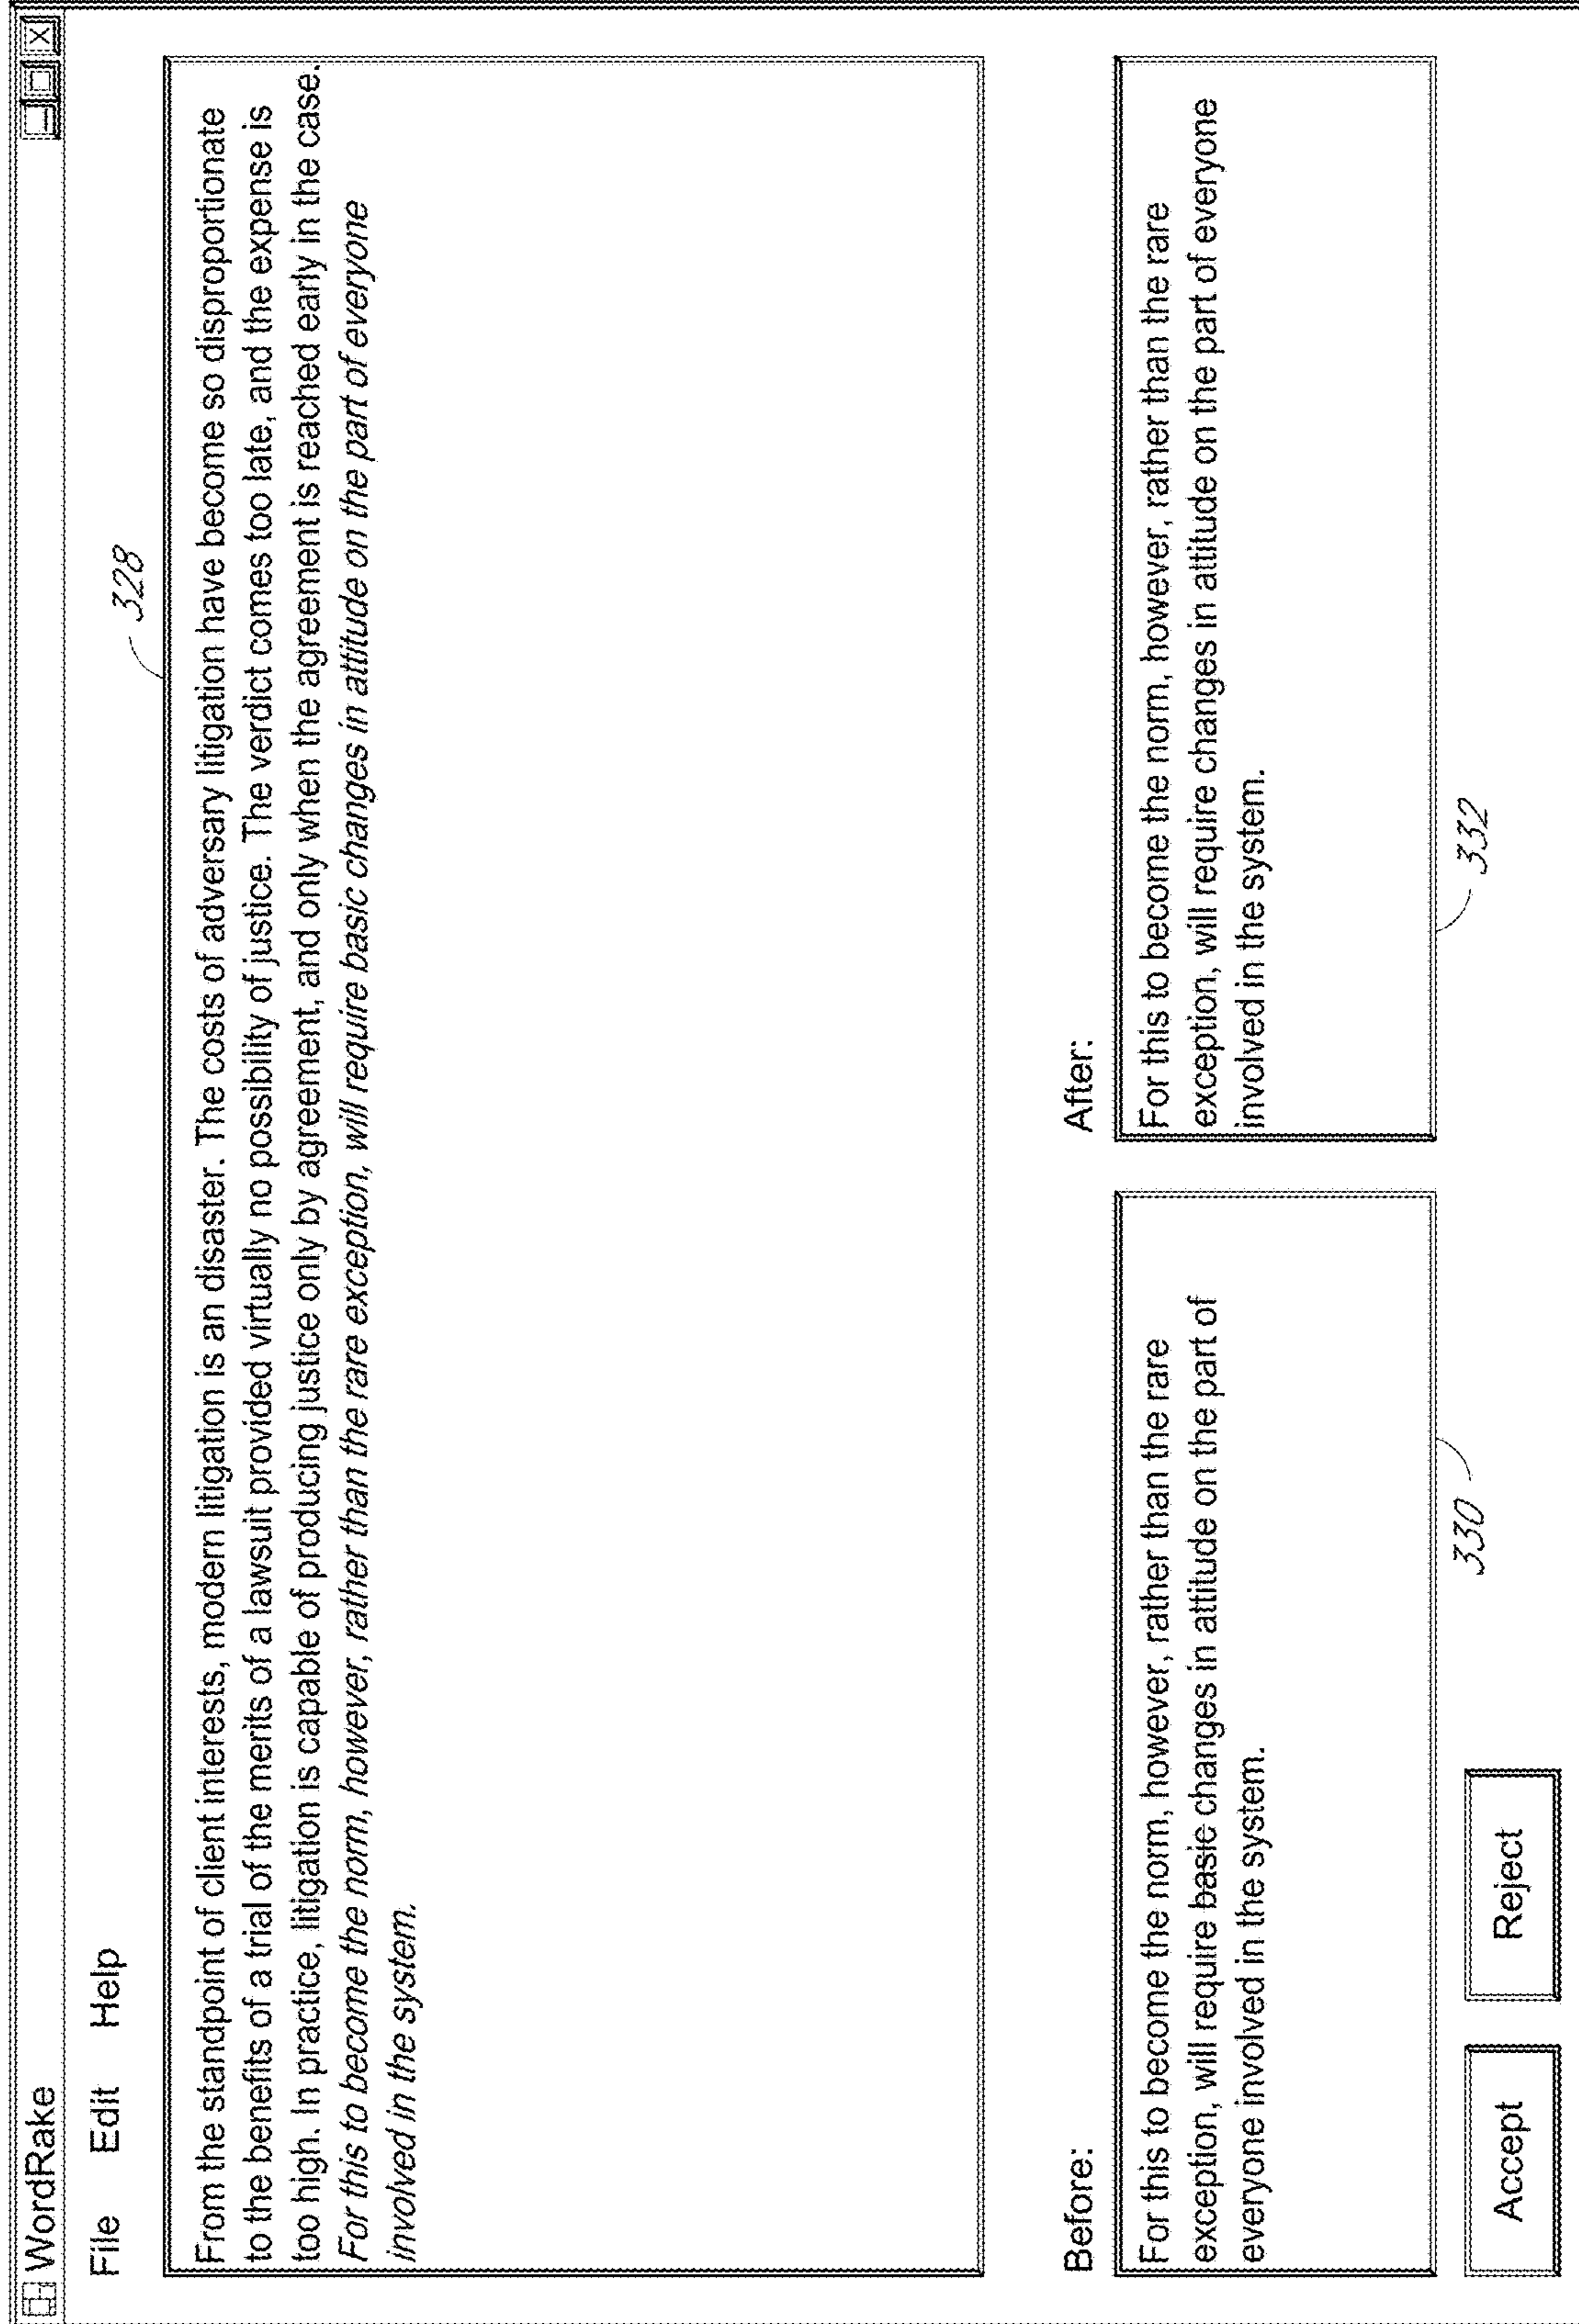 WordRake
File Edit Help
328
From the standpoint of client interests, modern litigation is an disaster. The costs of adversary litigation have become so disproportionate
to the benefits of a trial of the merits of a lawsuit provided virtually no possibility of justice. The verdict comes too late, and the expense is
too high. In practice, litigation is capable of producing justice only by agreement, and only when the agreement is reached early in the case.
For this to become the norm, however, rather than the rare exception, will require basic changes in attitude on the part of everyone
involved in the system.
Before:
For this to become the norm, however, rather than the rare
exception, will require basic changes in attitude on the part of
everyone involved in the system.
330
After:
For this to become the norm, however, rather than the rare
exception, will require changes in attitude on the part of everyone
involved in the system.
332
Accept
Reject